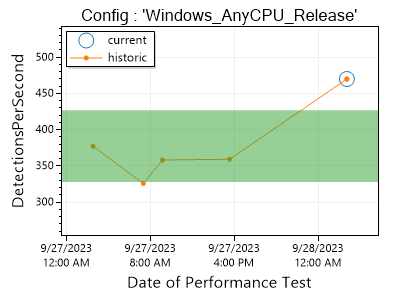 Config : 'Windows_AnyCPU_Release'
current
historic
DetectionsPerSecond
500
450
400
350
300
9/27/2023 9/27/2023 9/27/2023 9/28/2023
12:00 AM 8:00 AM 4:00 PM 12:00 AM
Date of Performance Test